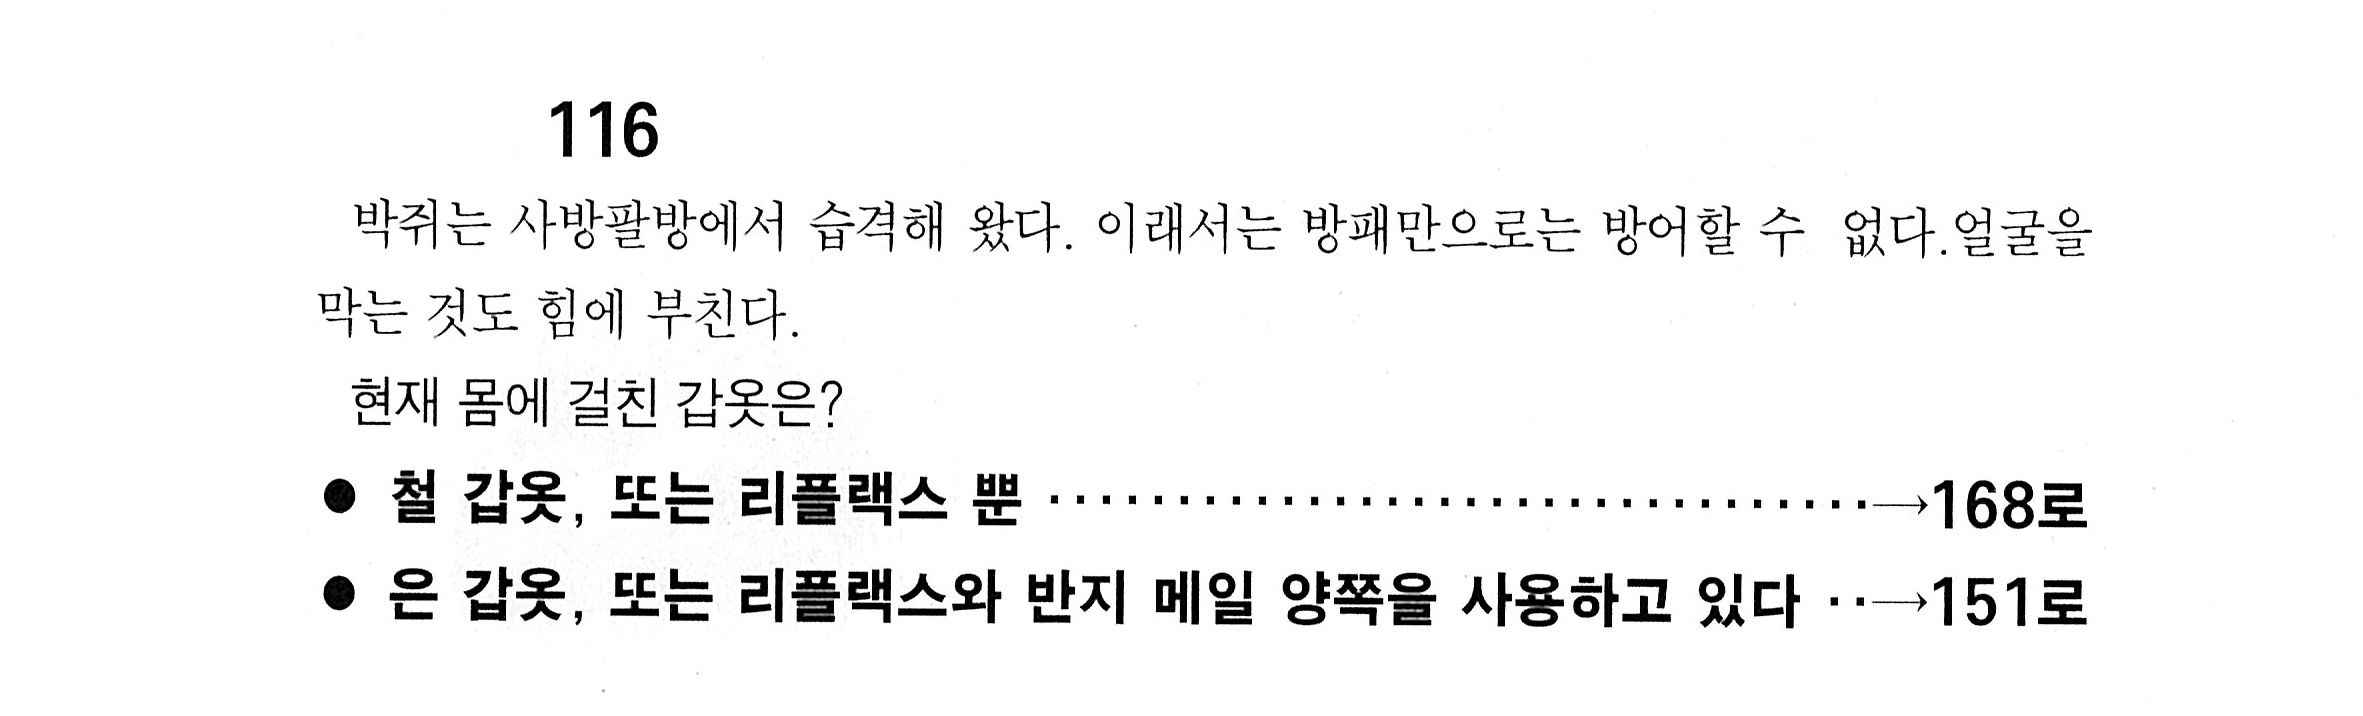 116
박쥐는 사방팔방에서 습격해 왔다. 이래서는 방패만으로는 방어할 수 없다.얼굴을
막는 것도 힘에 부친다.
현재 몸에 걸친 갑옷은?
● 철 갑옷, 또는 리플랙스 뿐 ································→168로
● 은 갑옷, 또는 리플랙스와 반지 메일 양쪽을 사용하고 있다 ··→151로